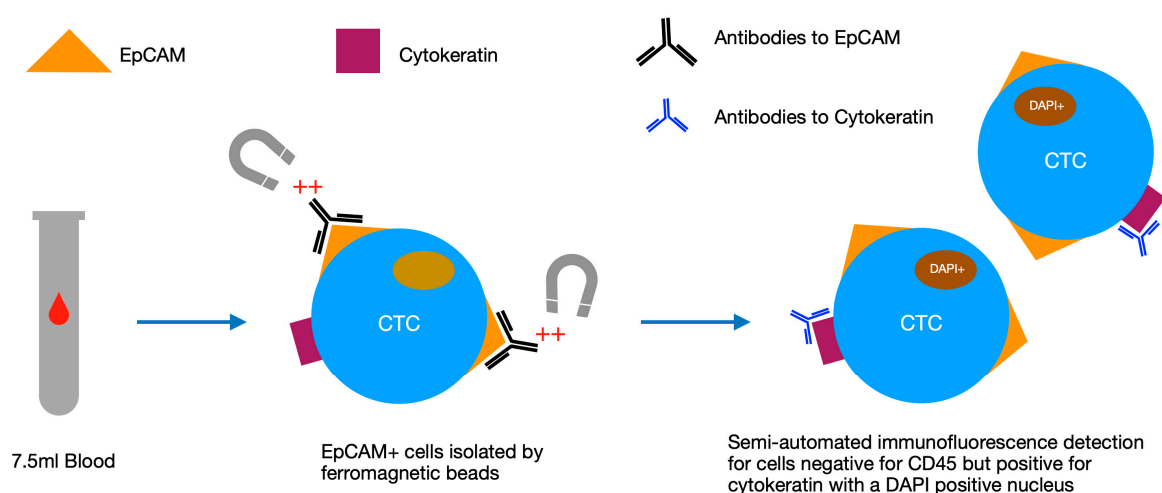 EpCAM
Cytokeratin
Antibodies to EpCAM
Antibodies to Cytokeratin
DAPI+
CTC
++
CTC
++
DAPI+
CTC
7.5ml Blood
EpCAM+ cells isolated by
ferromagnetic beads
Semi-automated immunofluorescence detection
for cells negative for CD45 but positive for
cytokeratin with a DAPI positive nucleus